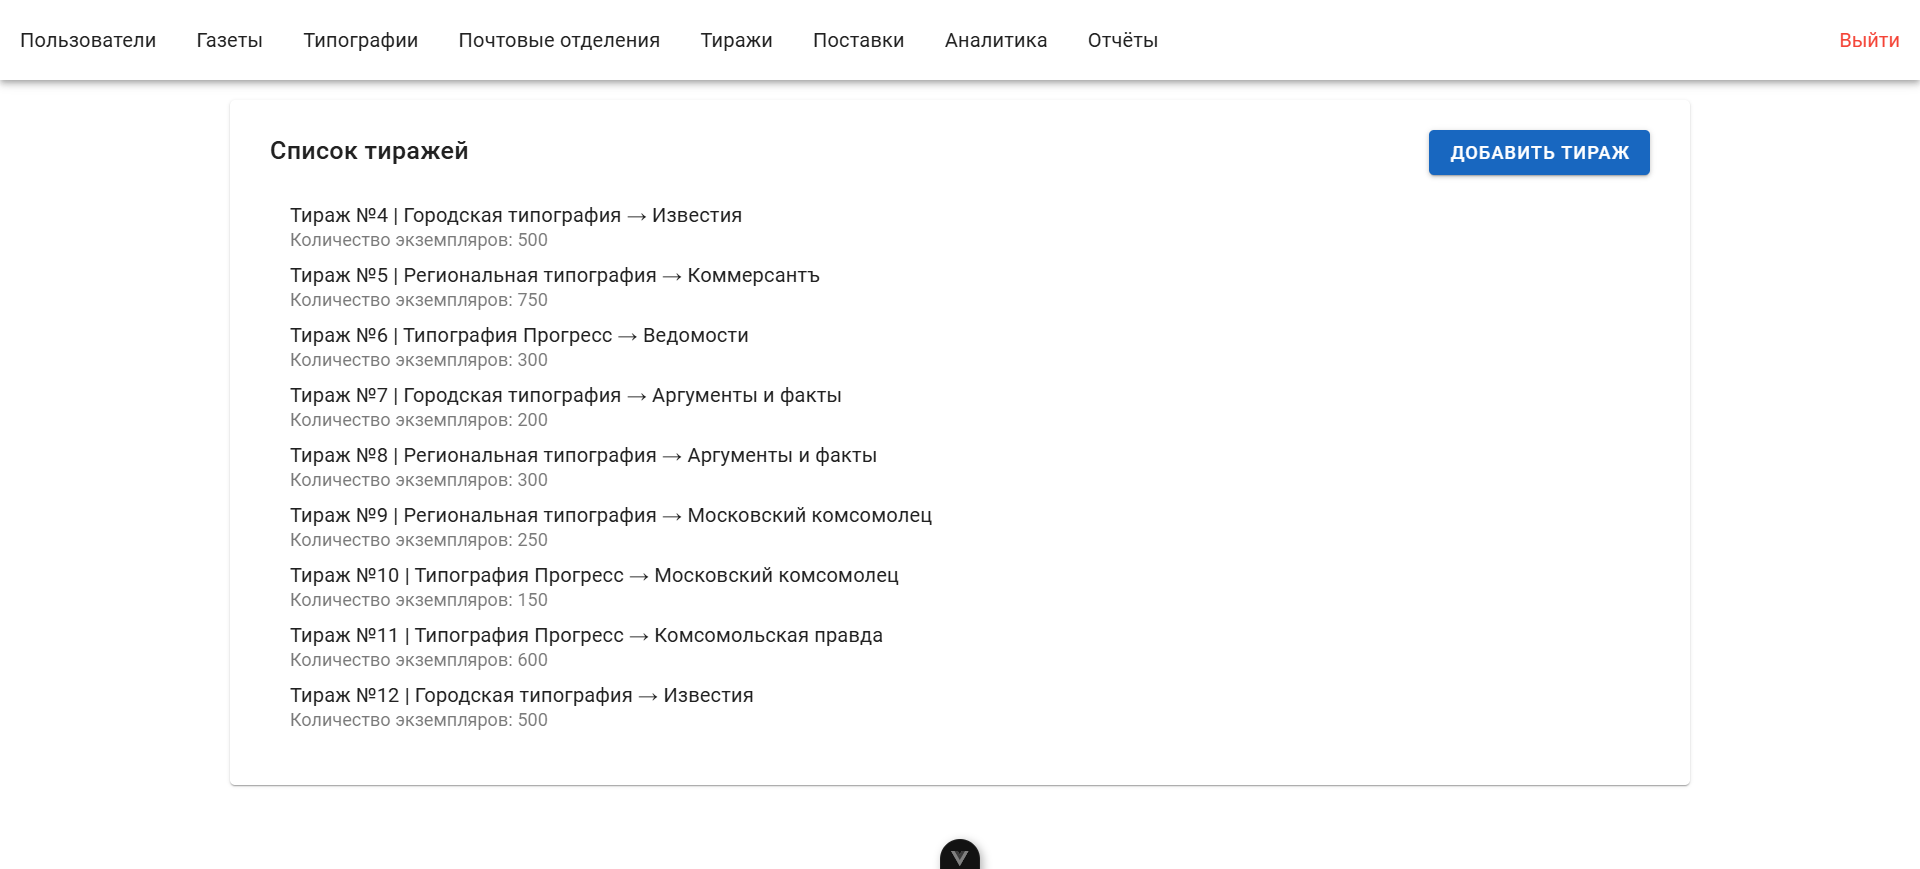 Пользователи Газеты Типографии Почтовые отделения Тиражи Поставки Аналитика Отчёты Выйти
Список тиражей ДОБАВИТЬ ТИРАЖ
Тираж №4 | Городская типография → Известия
Количество экземпляров: 500
Тираж №5 | Региональная типография → Коммерсантъ
Количество экземпляров: 750
Тираж №6 | Типография Прогресс → Ведомости
Количество экземпляров: 300
Тираж №7 | Городская типография → Аргументы и факты
Количество экземпляров: 200
Тираж №8 | Региональная типография → Аргументы и факты
Количество экземпляров: 300
Тираж №9 | Региональная типография → Московский комсомолец
Количество экземпляров: 250
Тираж №10 | Типография Прогресс → Московский комсомолец
Количество экземпляров: 150
Тираж №11 | Типография Прогресс → Комсомольская правда
Количество экземпляров: 600
Тираж №12 | Городская типография → Известия
Количество экземпляров: 500